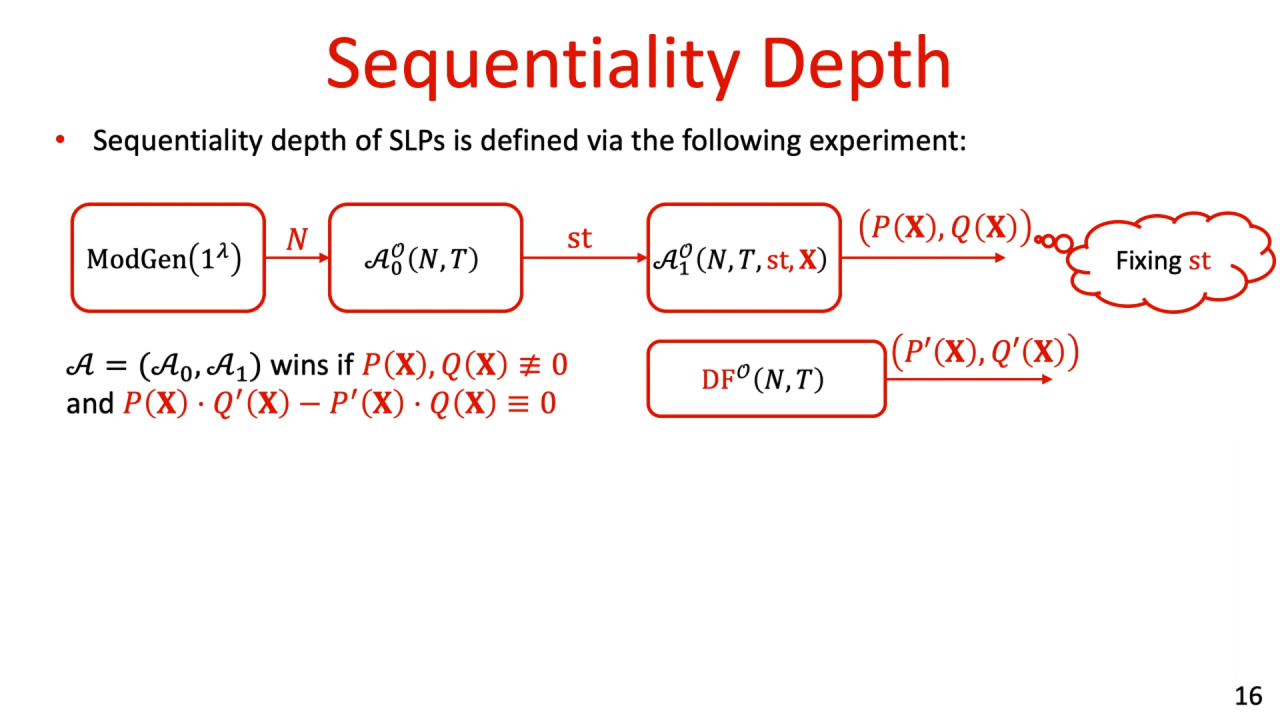 Sequentiality Depth
• Sequentiality depth of SLPs is defined via the following experiment:
ModGen(1^λ)
N
𝒜₀^𝒪(N, T)
st
𝒜₁^𝒪(N, T, st, X)
(P(X), Q(X))
Fixing st
𝒜 = (𝒜₀, 𝒜₁) wins if P(X), Q(X) ≢ 0
and P(X) · Q′(X) − P′(X) · Q(X) ≡ 0
DF^𝒪(N, T)
(P′(X), Q′(X))
16